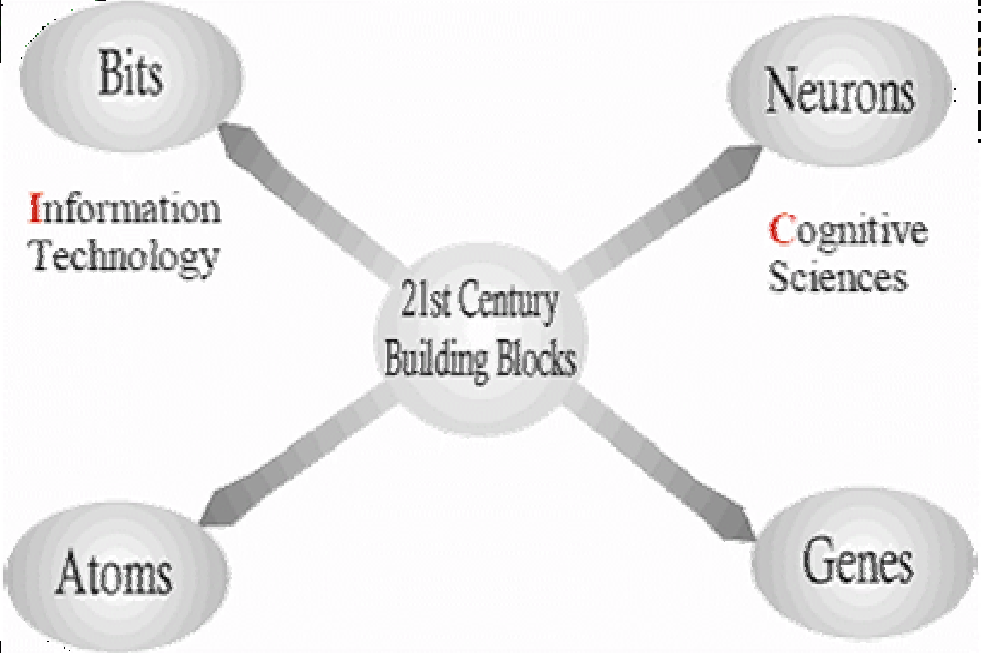 Bits
Neurons
Information
Technology
Cognitive
Sciences
21st Century
Building Blocks
Atoms
Genes